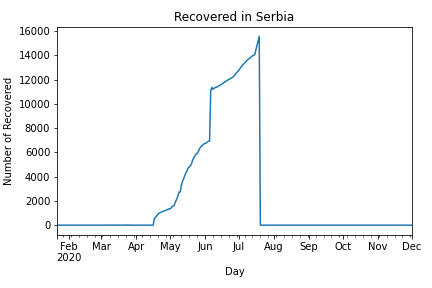 Recovered in Serbia
16000
14000
12000
10000
8000
6000
4000
2000
0
Number of Recovered
Feb Mar Apr May Jun Jul Aug Sep Oct Nov Dec
2020
Day